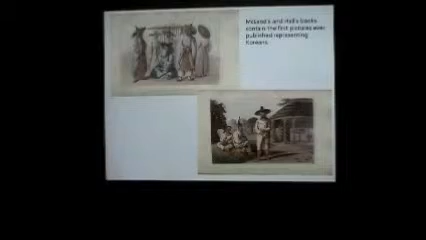 McLeod's and Hall's books
contain the first pictures ever
published representing
Koreans.